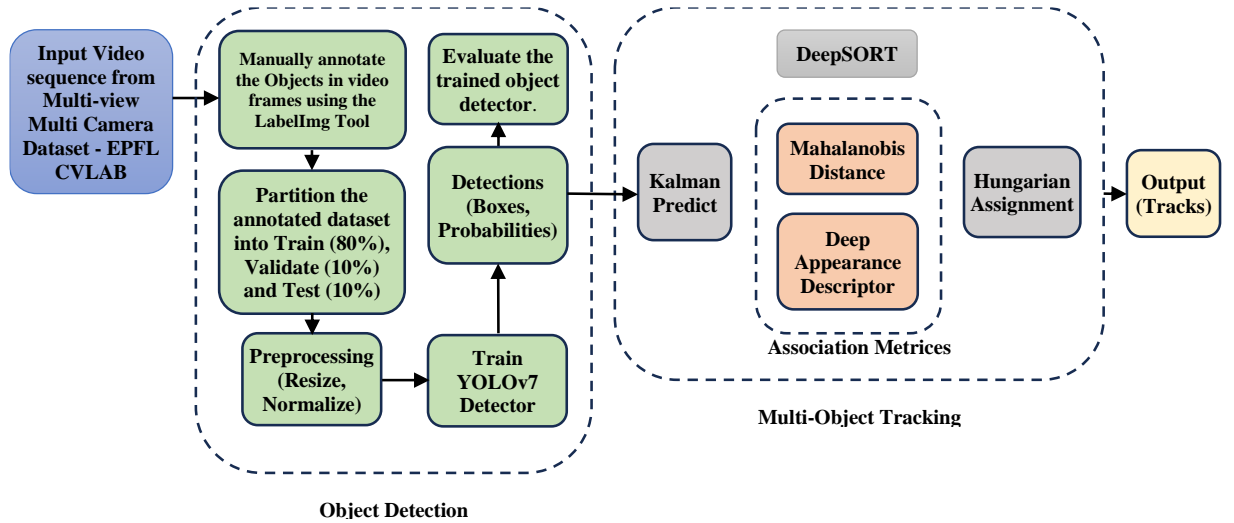 Input Video
sequence from
Multi-view
Multi Camera
Dataset - EPFL
CVLAB
Manually annotate
the Objects in video
frames using the
LabelImg Tool
Partition the
annotated dataset
into Train (80%),
Validate (10%)
and Test (10%)
Preprocessing
(Resize,
Normalize)
Train
YOLOv7
Detector
Detections
(Boxes,
Probabilities)
Evaluate the
trained object
detector.
Object Detection
Kalman
Predict
DeepSORT
Mahalanobis
Distance
Deep
Appearance
Descriptor
Association Metrices
Hungarian
Assignment
Multi-Object Tracking
Output
(Tracks)